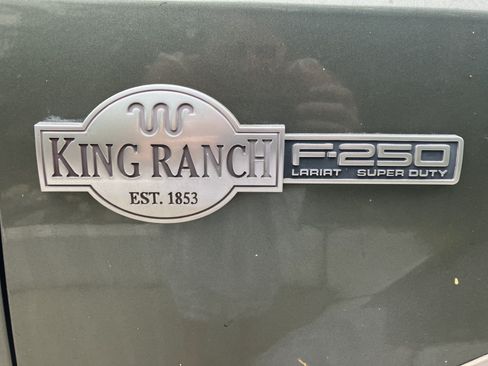 KING RANCH
EST. 1853
F-250
LARIAT SUPER DUTY